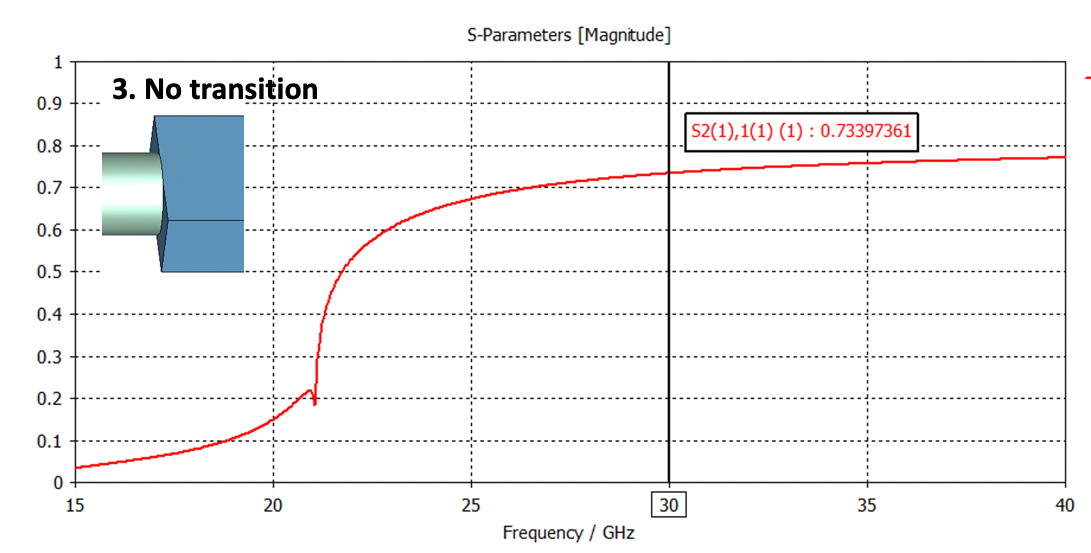 S-Parameters [Magnitude]
3. No transition
S2(1),1(1) (1) : 0.73397361
1
0.9
0.8
0.7
0.6
0.5
0.4
0.3
0.2
0.1
0
15 20 25 30 35 40
Frequency / GHz